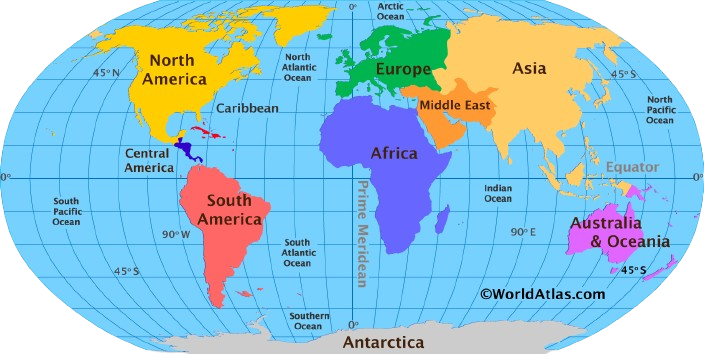 0°
Arctic
Ocean
North
America
45°N
North
Atlantic
Ocean
Europe
Asia
45°S
Caribbean
Middle East
North
Pacific
Ocean
Central
America
Africa
Equator
0°
0°
South
Pacific
Ocean
South
America
Prime Meridean
Indian
Ocean
Australia
& Oceania
90°W
90°E
South
Atlantic
Ocean
45°S
45°S
©WorldAtlas.com
Southern
Ocean
0°
Antarctica